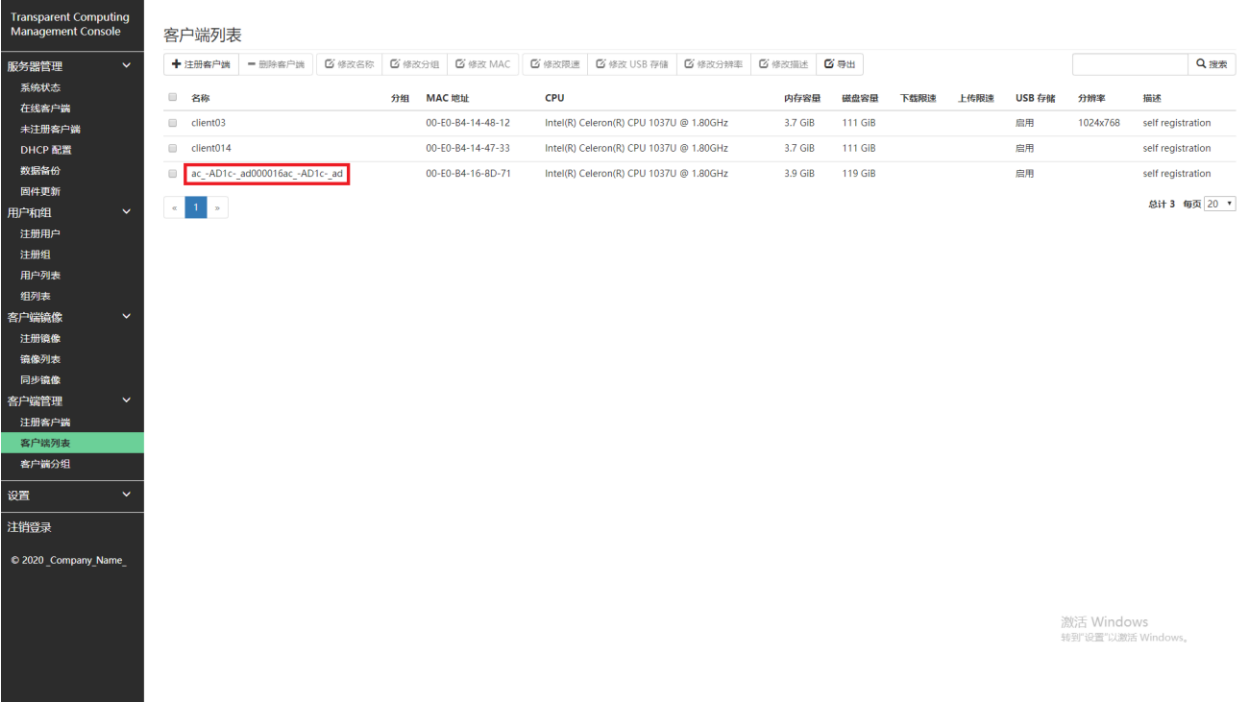 Transparent Computing
Management Console
服务器管理
系统状态
在线客户端
未注册客户端
DHCP 配置
数据备份
固件更新
用户和组
注册用户
注册组
用户列表
组列表
客户端镜像
注册镜像
镜像列表
同步镜像
客户端管理
注册客户端
客户端列表
客户端分组
设置
注销登录
© 2020 _Company_Name_
客户端列表
注册客户端 删除客户端 修改名称 修改分组 修改 MAC 修改限速 修改 USB 存储 修改分辨率 修改描述 导出 搜索
名称 分组 MAC 地址 CPU 内存容量 磁盘容量 下载限速 上传限速 USB 存储 分辨率 描述
client03 00-E0-B4-14-48-12 Intel(R) Celeron(R) CPU 1037U @ 1.80GHz 3.7 GiB 111 GiB 启用 1024x768 self registration
client014 00-E0-B4-14-47-33 Intel(R) Celeron(R) CPU 1037U @ 1.80GHz 3.7 GiB 111 GiB 启用 self registration
ac_-AD1c-_ad000016ac_-AD1c-_ad 00-E0-B4-16-8D-71 Intel(R) Celeron(R) CPU 1037U @ 1.80GHz 3.9 GiB 119 GiB 启用 self registration
« 1 » 总计 3 每页 20
激活 Windows
转到"设置"以激活 Windows。